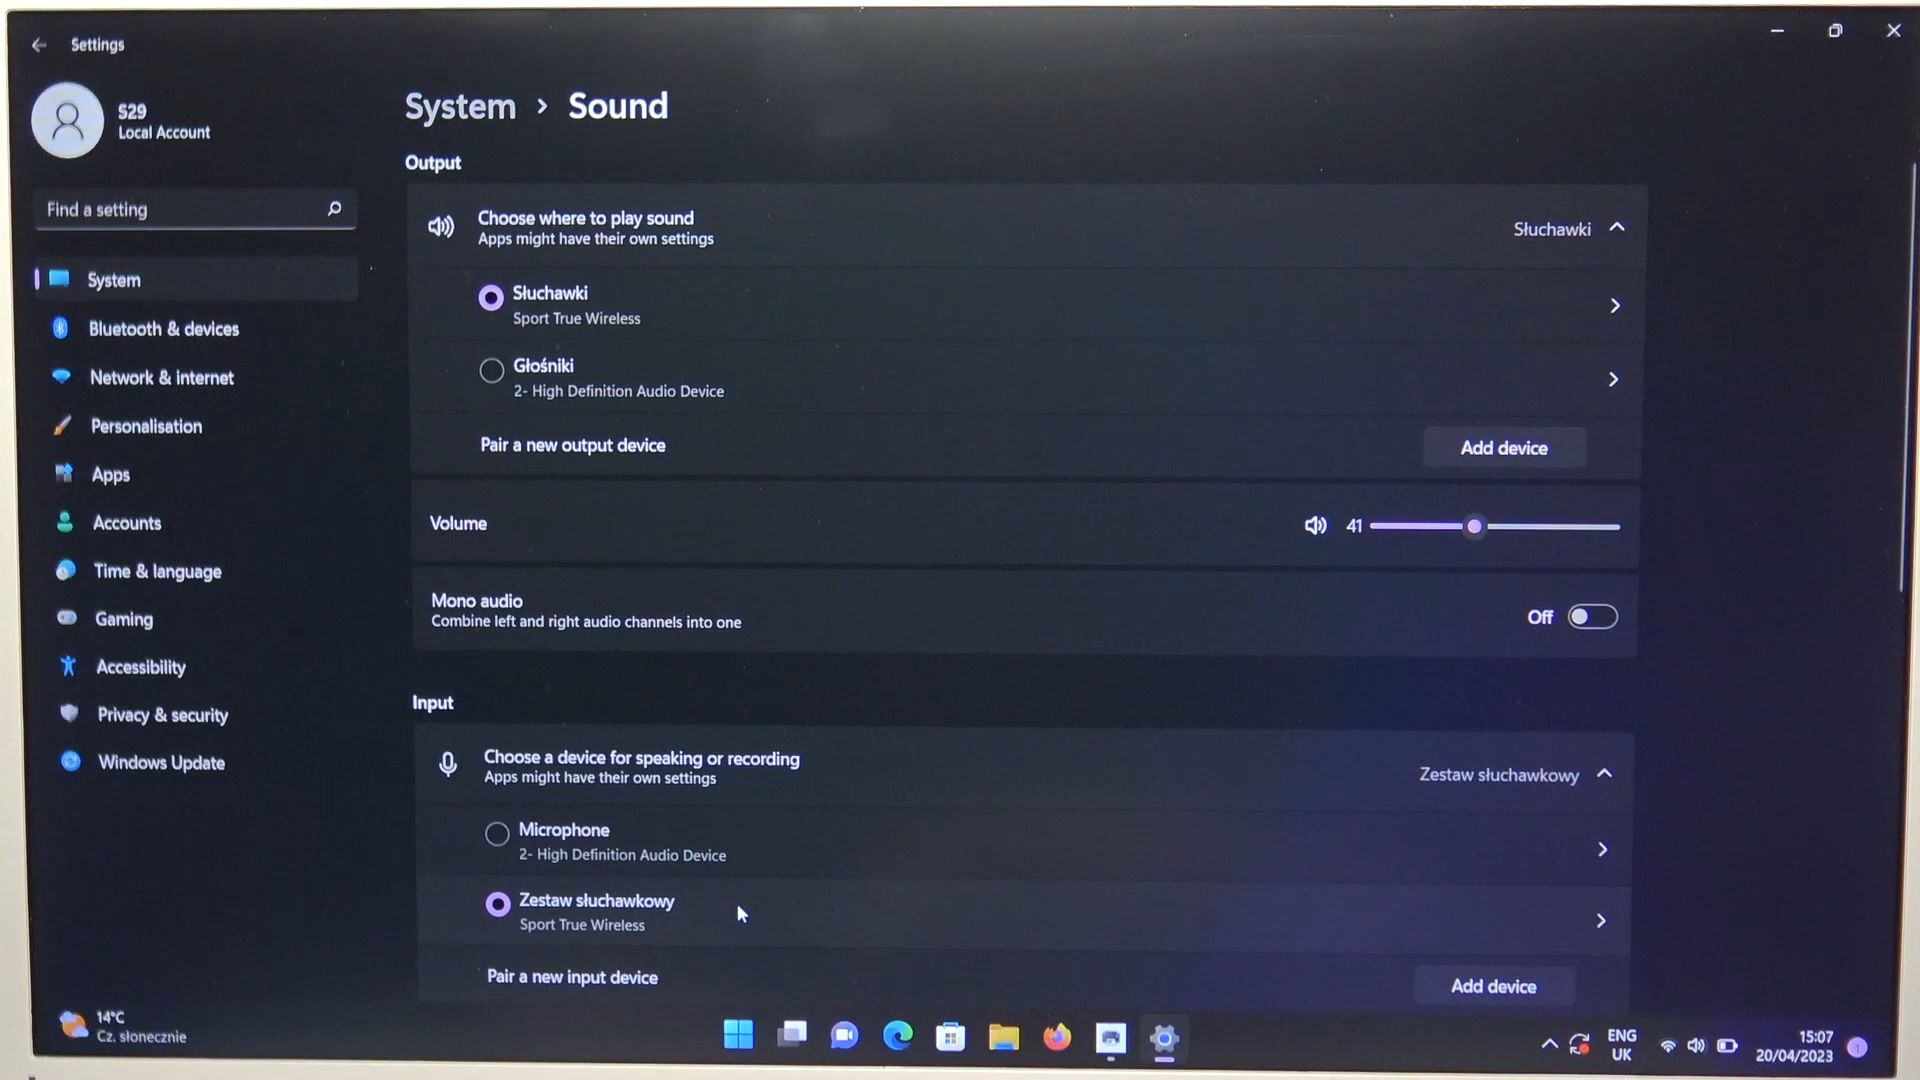 Settings
S29
Local Account
Find a setting
System
Bluetooth & devices
Network & internet
Personalisation
Apps
Accounts
Time & language
Gaming
Accessibility
Privacy & security
Windows Update
System > Sound
Output
Choose where to play sound
Apps might have their own settings
Słuchawki
Słuchawki
Sport True Wireless
Głośniki
2- High Definition Audio Device
Pair a new output device
Add device
Volume
41
Mono audio
Combine left and right audio channels into one
Off
Input
Choose a device for speaking or recording
Apps might have their own settings
Zestaw słuchawkowy
Microphone
2- High Definition Audio Device
Zestaw słuchawkowy
Sport True Wireless
Pair a new input device
Add device
14°C
Cz. słonecznie
ENG
UK
15:07
20/04/2023
1